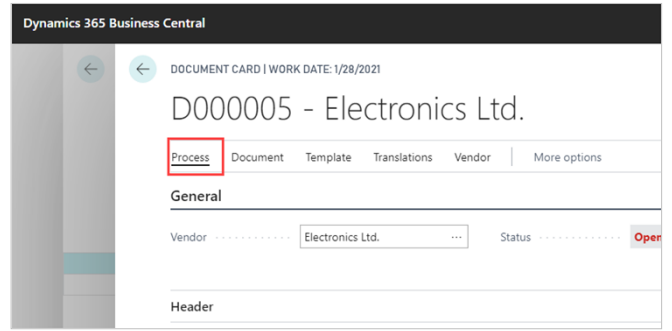 Dynamics 365 Business Central
DOCUMENT CARD | WORK DATE: 1/28/2021
D000005 - Electronics Ltd.
Process Document Template Translations Vendor More options
General
Vendor Electronics Ltd. ... Status
Header